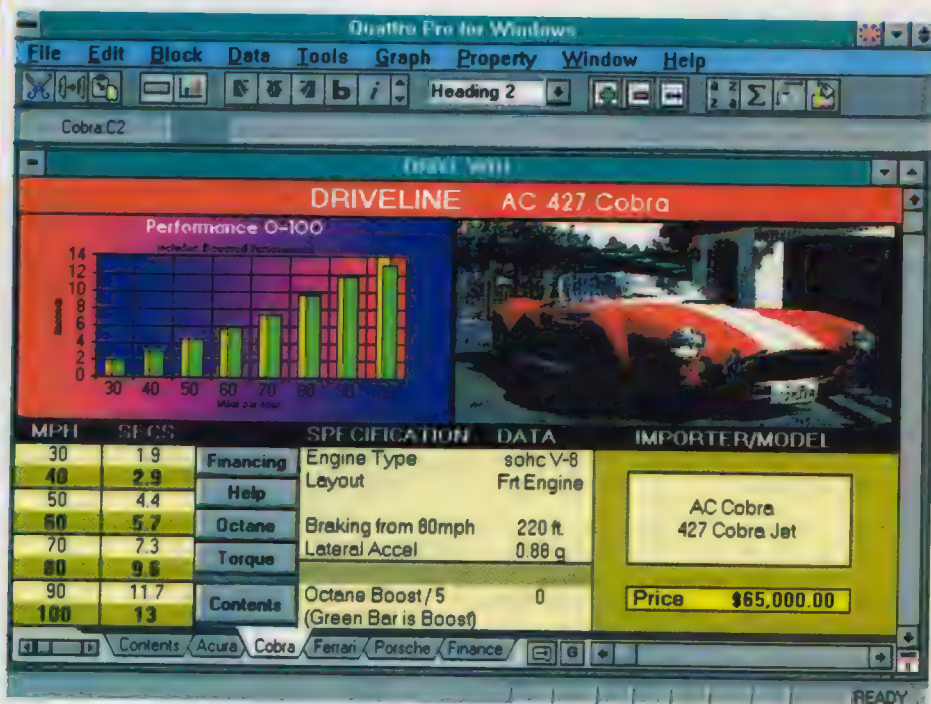 Quattro Pro for Windows
File Edit Block Data Tools Graph Property Window Help
b i Heading 2 Σ
Cobra:C2
DRIVELINE AC 427 Cobra
Performance 0-100
14
12
10
8
6
4
2
0
30 40 50 60 70 80 90
Miles per hour
MPH SECS SPECIFICATION DATA IMPORTER/MODEL
30 1.9 Financing Engine Type sohc V-8
40 2.9 Help Layout Frt Engine
50 4.4
60 5.7 Octane Braking from 80mph 220 ft.
70 7.3 Torque Lateral Accel 0.88 g
80 9.6
90 11.7 Contents Octane Boost / 5 0
100 13 (Green Bar is Boost)
AC Cobra
427 Cobra Jet
Price $65,000.00
Contents Acura Cobra Ferrari Porsche Finance G
READY